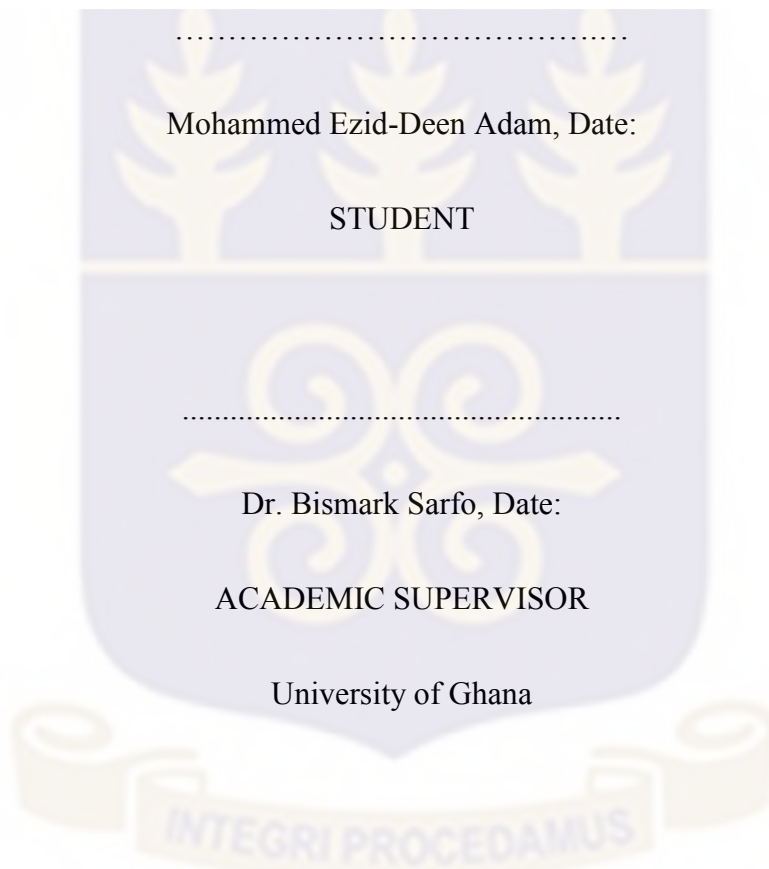 ……………………………………….…
Mohammed Ezid-Deen Adam, Date:
STUDENT
......................................................
Dr. Bismark Sarfo, Date:
ACADEMIC SUPERVISOR
University of Ghana
INTEGRI PROCEDAMUS